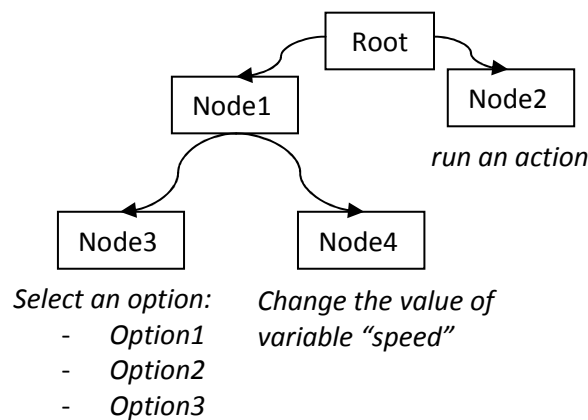 Root
Node1
Node2
run an action
Node3
Node4
Select an option:
- Option1
- Option2
- Option3
Change the value of
variable “speed”